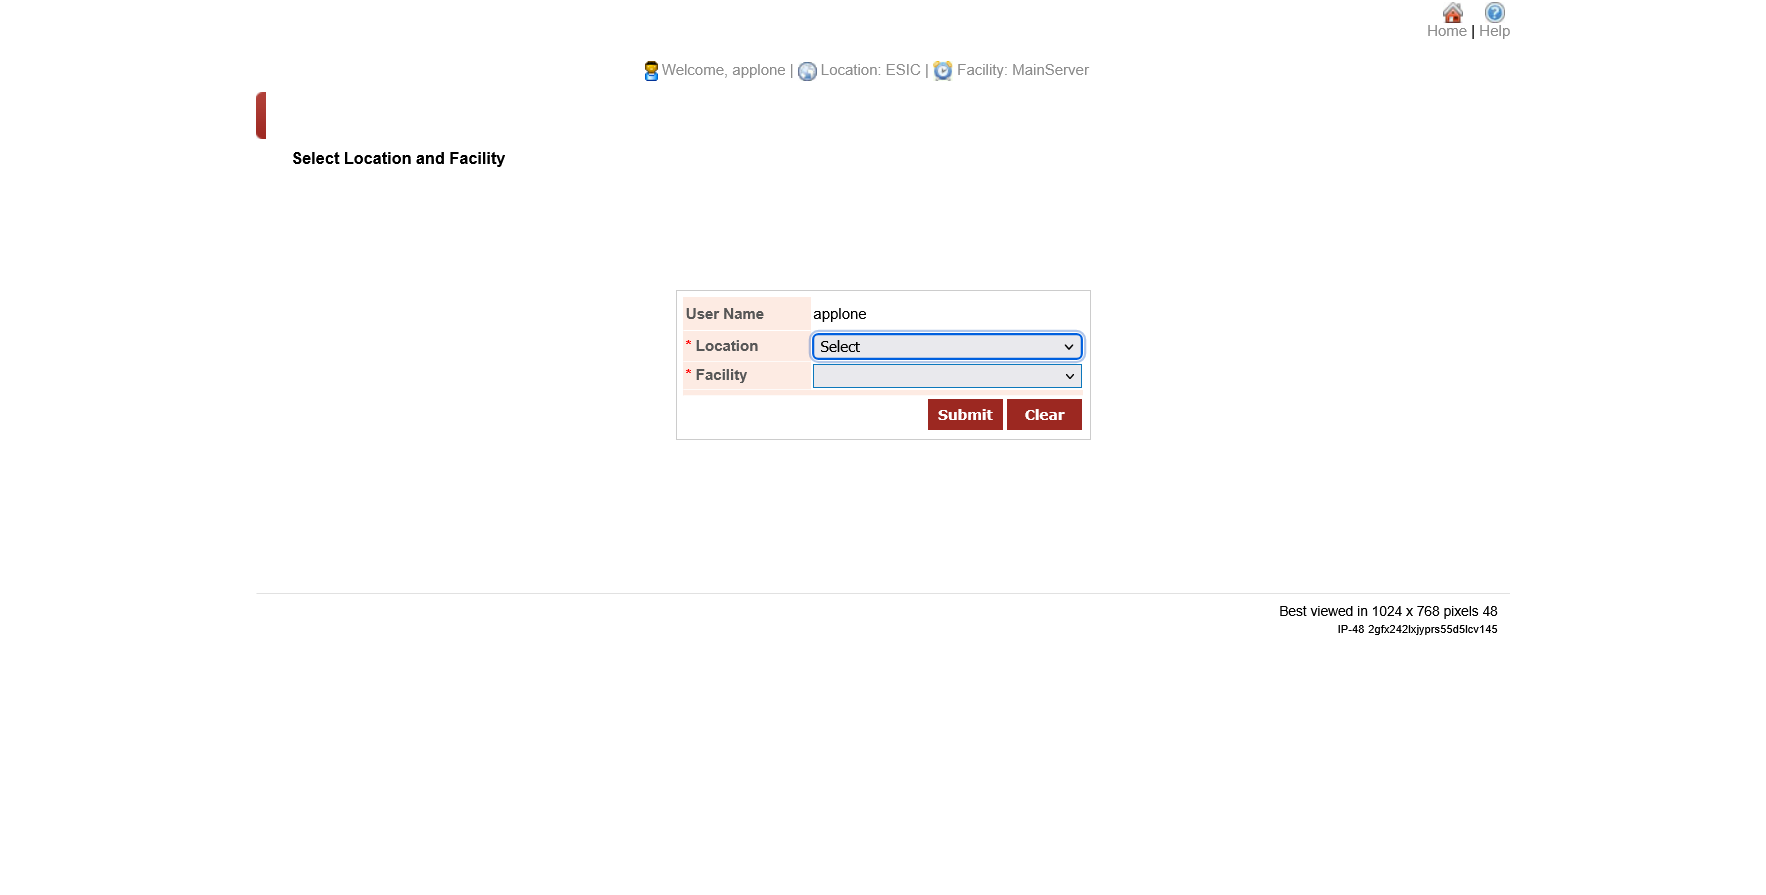 Home | Help
Welcome, applone | Location: ESIC | Facility: MainServer
Select Location and Facility
User Name applone
* Location Select
* Facility
Submit Clear
Best viewed in 1024 x 768 pixels 48
IP-48 2gfx242lxjyprs55d5lcv145